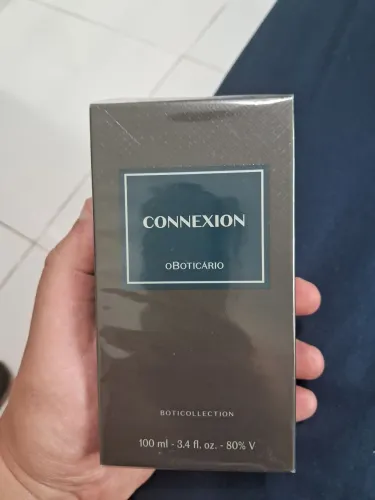 CONNEXION
oBOTICÁRIO
BOTICOLLECTION
100 ml - 3.4 fl. oz. - 80% V